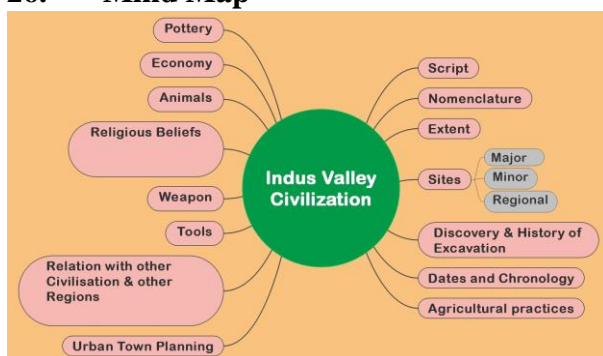 20. Mind Map
Pottery
Economy
Animals
Religious Beliefs
Weapon
Tools
Relation with other
Civilisation & other
Regions
Urban Town Planning
Indus Valley
Civilization
Script
Nomenclature
Extent
Sites
Major
Minor
Regional
Discovery & History of
Excavation
Dates and Chronology
Agricultural practices